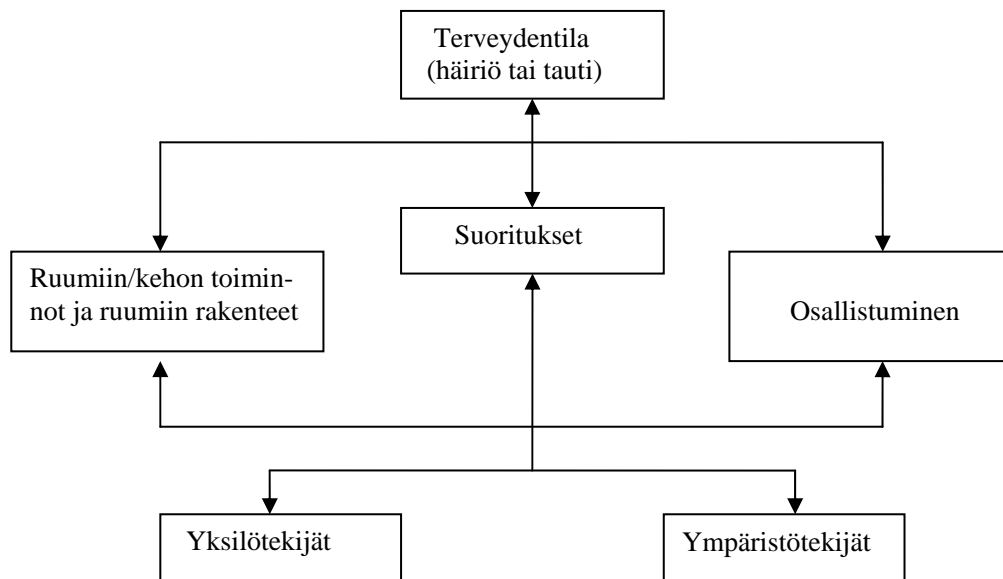 Terveydentila
(häiriö tai tauti)
Suoritukset
Ruumiin/kehon toimin-
not ja ruumiin rakenteet
Osallistuminen
Yksilötekijät
Ympäristötekijät